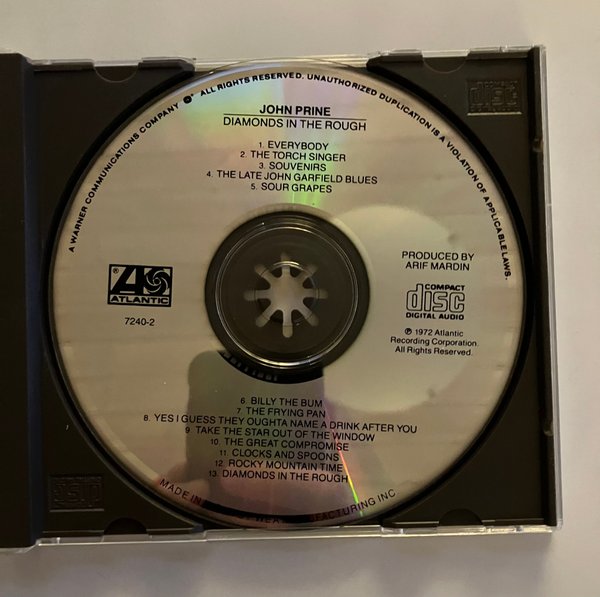 A WARNER COMMUNICATIONS COMPANY ALL RIGHTS RESERVED. UNAUTHORIZED DUPLICATION IS A VIOLATION OF APPLICABLE LAWS.
JOHN PRINE
DIAMONDS IN THE ROUGH
1. EVERYBODY
2. THE TORCH SINGER
3. SOUVENIRS
4. THE LATE JOHN GARFIELD BLUES
5. SOUR GRAPES
® ATLANTIC
7240-2
PRODUCED BY
ARIF MARDIN
COMPACT
disc
DIGITAL AUDIO
℗ 1972 Atlantic
Recording Corporation.
All Rights Reserved.
6. BILLY THE BUM
7. THE FRYING PAN
8. YES I GUESS THEY OUGHTA NAME A DRINK AFTER YOU
9. TAKE THE STAR OUT OF THE WINDOW
10. THE GREAT COMPROMISE
11. CLOCKS AND SPOONS
12. ROCKY MOUNTAIN TIME
13. DIAMONDS IN THE ROUGH
MADE IN
INC
disc
disc